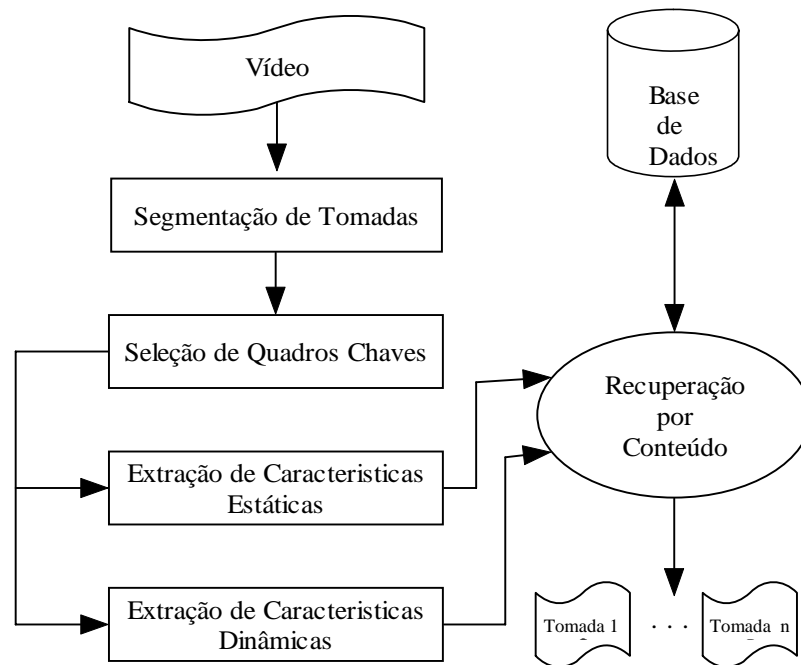 Vídeo
Segmentação de Tomadas
Seleção de Quadros Chaves
Extração de Caracteristicas
Estáticas
Extração de Caracteristicas
Dinâmicas
Base
de
Dados
Recuperação
por
Conteúdo
Tomada 1
. . .
Tomada n